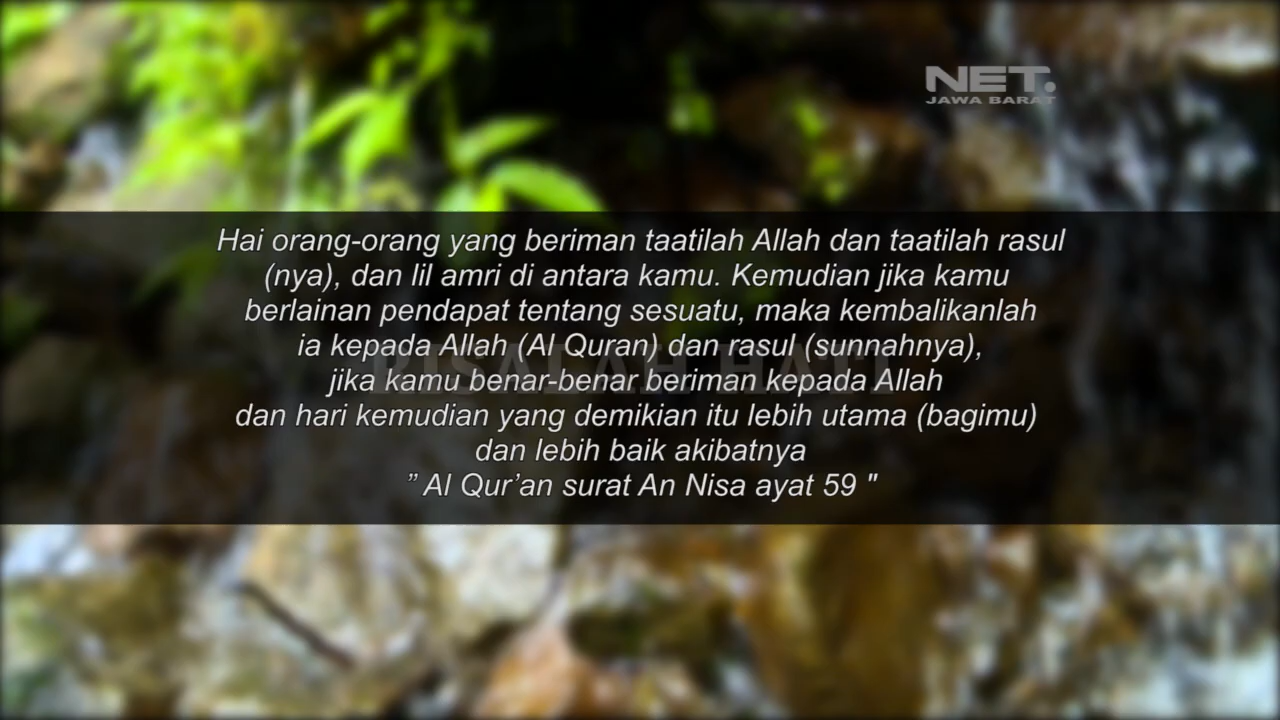 NET.
JAWA BARAT
Hai orang-orang yang beriman taatilah Allah dan taatilah rasul
(nya), dan lil amri di antara kamu. Kemudian jika kamu
berlainan pendapat tentang sesuatu, maka kembalikanlah
ia kepada Allah (Al Quran) dan rasul (sunnahnya),
jika kamu benar-benar beriman kepada Allah
dan hari kemudian yang demikian itu lebih utama (bagimu)
dan lebih baik akibatnya
” Al Qur’an surat An Nisa ayat 59 "
RISALAH HATI